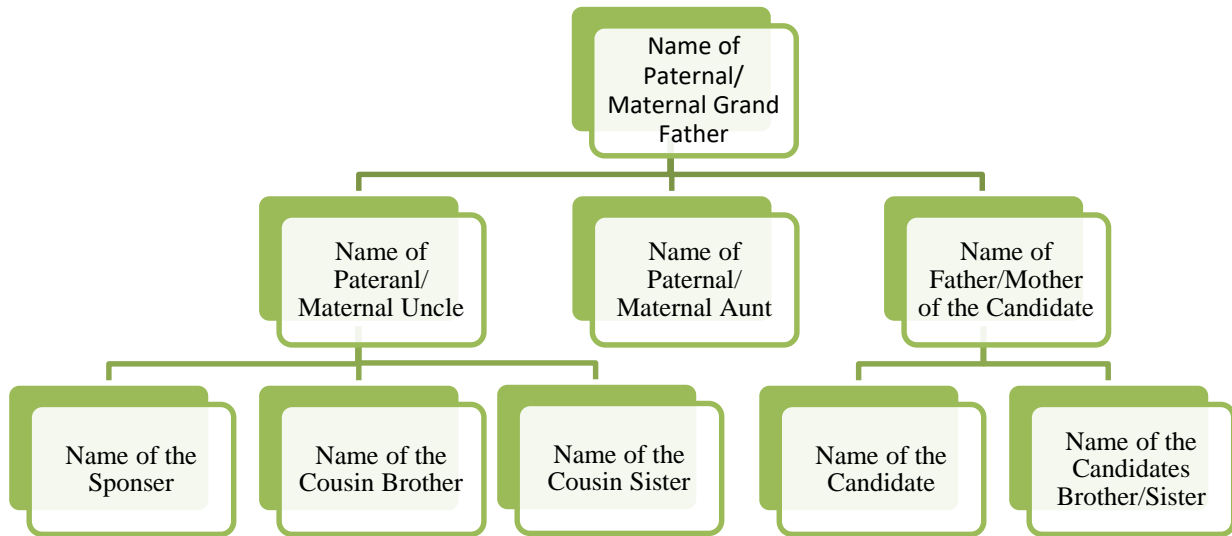 Name of
Paternal/
Maternal Grand
Father
Name of
Pateranl/
Maternal Uncle
Name of
Paternal/
Maternal Aunt
Name of
Father/Mother
of the Candidate
Name of the
Sponser
Name of the
Cousin Brother
Name of the
Cousin Sister
Name of the
Candidate
Name of the
Candidates
Brother/Sister